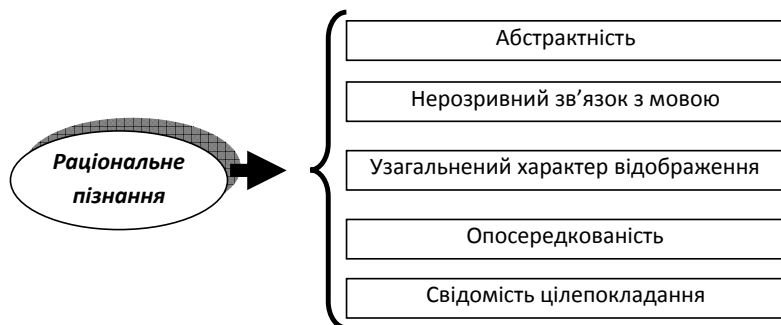 Раціональне
пізнання
Абстрактність
Нерозривний зв’язок з мовою
Узагальнений характер відображення
Опосередкованість
Свідомість цілепокладання